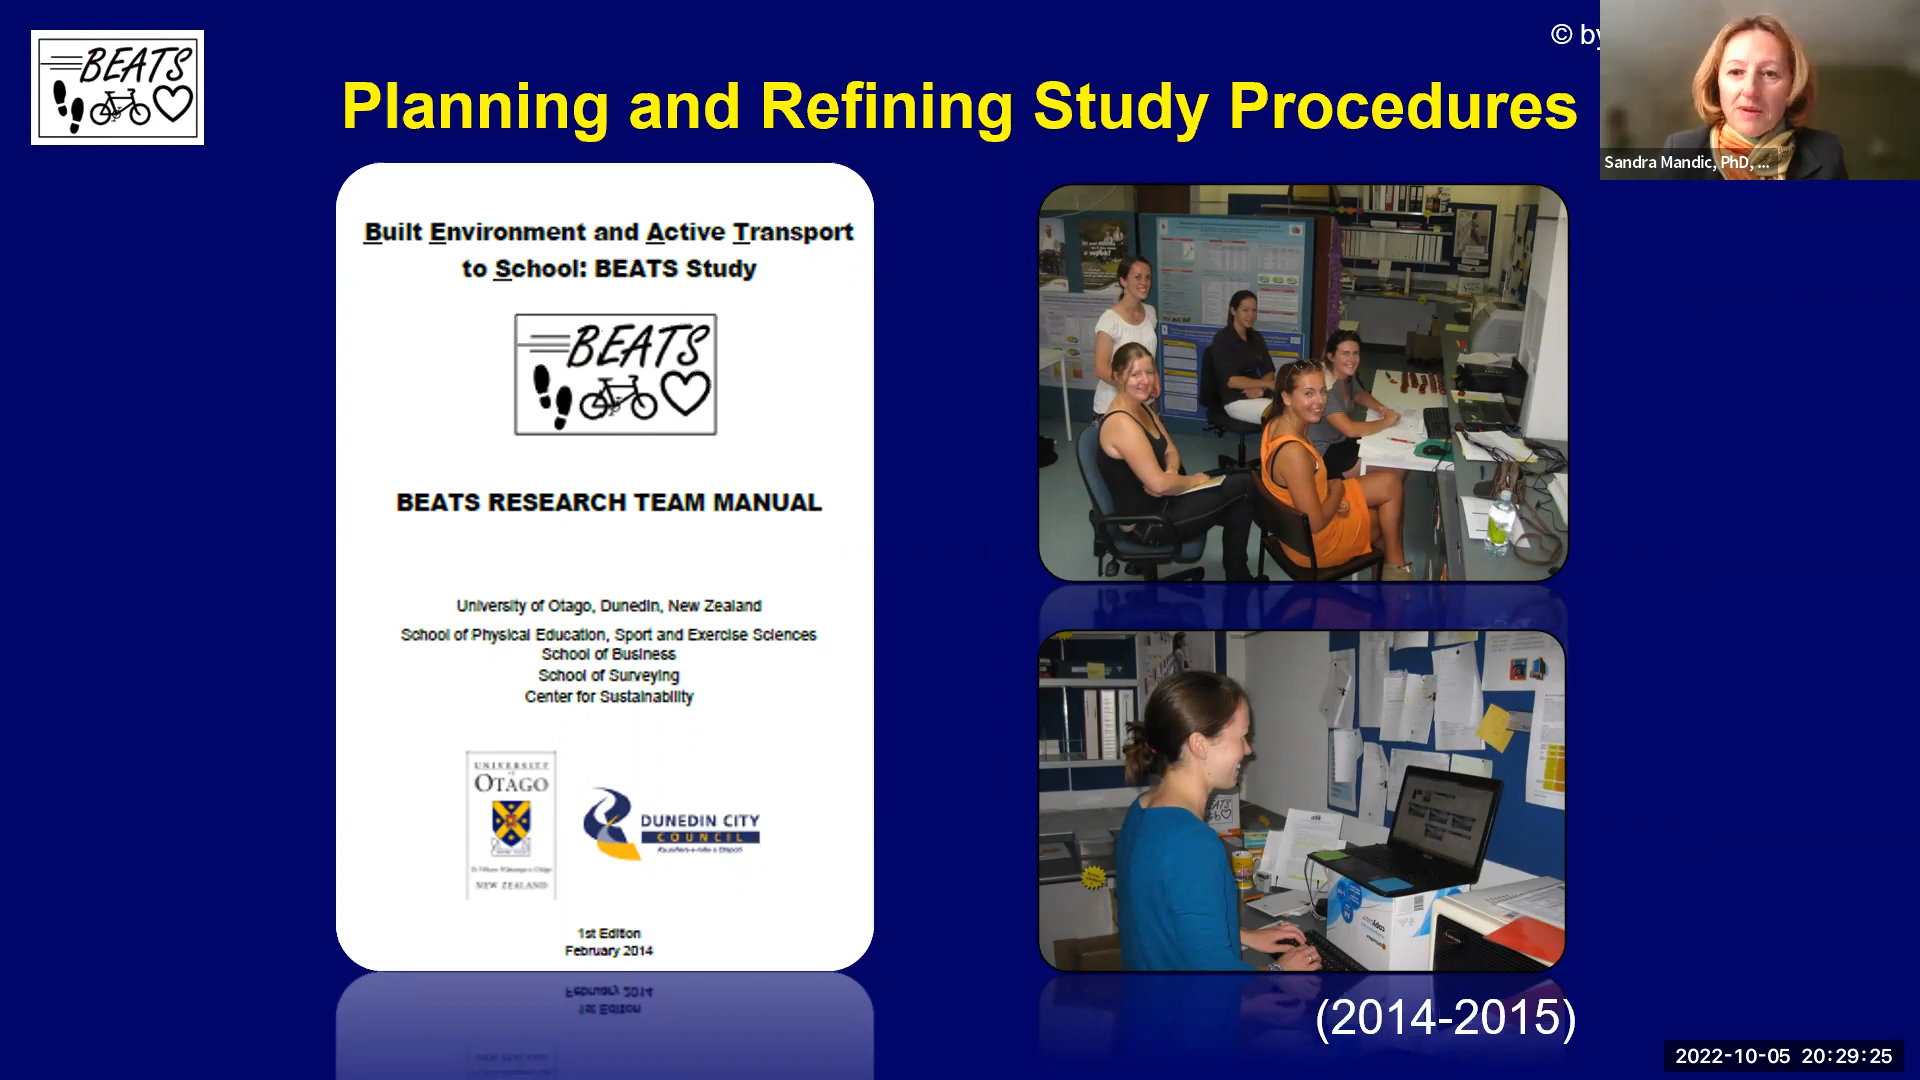 BEATS
© by
Planning and Refining Study Procedures
Sandra Mandic, PhD, ...
Built Environment and Active Transport
to School: BEATS Study
BEATS
BEATS RESEARCH TEAM MANUAL
University of Otago, Dunedin, New Zealand
School of Physical Education, Sport and Exercise Sciences
School of Business
School of Surveying
Center for Sustainability
UNIVERSITY
of
OTAGO
NEW ZEALAND
DUNEDIN CITY
COUNCIL
1st Edition
February 2014
(2014-2015)
2022-10-05 20:29:25